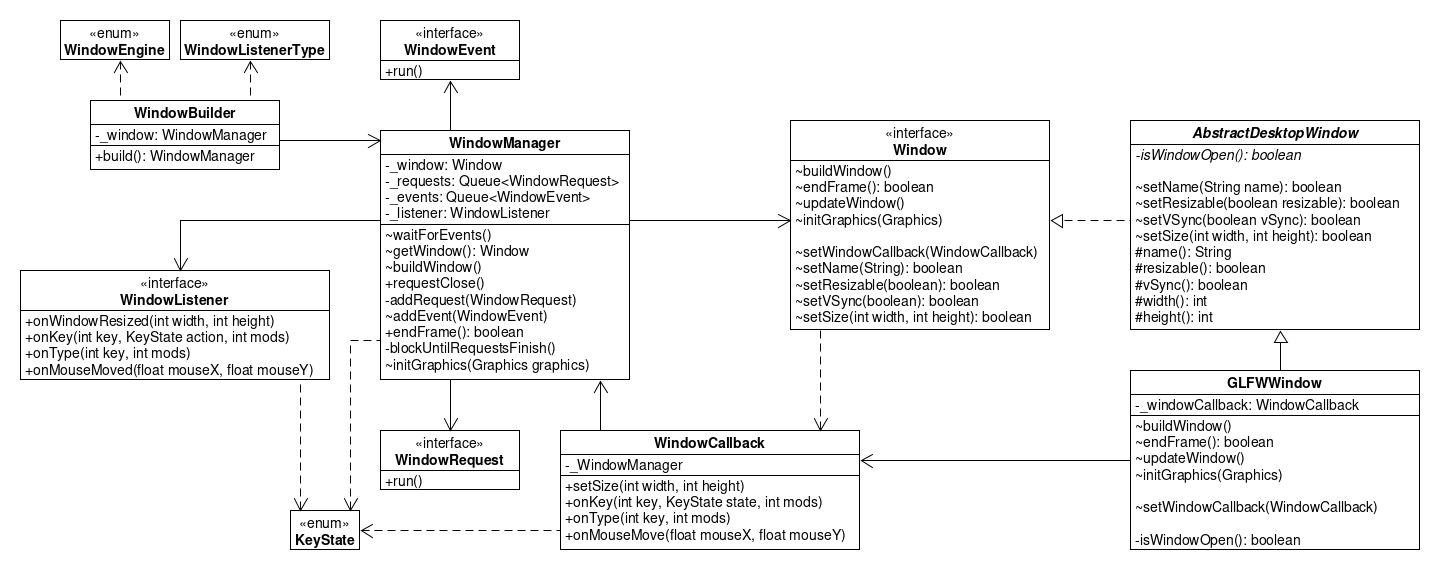 «enum»
WindowEngine
«enum»
WindowListenerType
«interface»
WindowEvent
+run()
WindowBuilder
-_window: WindowManager
+build(): WindowManager
WindowManager
-_window: Window
-_requests: Queue<WindowRequest>
-_events: Queue<WindowEvent>
-_listener: WindowListener
~waitForEvents()
~getWindow(): Window
~buildWindow()
+requestClose()
-addRequest(WindowRequest)
~addEvent(WindowEvent)
+endFrame(): boolean
-blockUntilRequestsFinish()
~initGraphics(Graphics graphics)
«interface»
Window
~buildWindow()
~endFrame(): boolean
~updateWindow()
~initGraphics(Graphics)
~setWindowCallback(WindowCallback)
~setName(String): boolean
~setResizable(boolean): boolean
~setVSync(boolean): boolean
~setSize(int width, int height): boolean
AbstractDesktopWindow
-isWindowOpen(): boolean
~setName(String name): boolean
~setResizable(boolean resizable): boolean
~setVSync(boolean vSync): boolean
~setSize(int width, int height): boolean
#name(): String
#resizable(): boolean
#vSync(): boolean
#width(): int
#height(): int
«interface»
WindowListener
+onWindowResized(int width, int height)
+onKey(int key, KeyState action, int mods)
+onType(int key, int mods)
+onMouseMoved(float mouseX, float mouseY)
«interface»
WindowRequest
+run()
WindowCallback
-_WindowManager
+setSize(int width, int height)
+onKey(int key, KeyState state, int mods)
+onType(int key, int mods)
+onMouseMove(float mouseX, float mouseY)
GLFWWindow
-_windowCallback: WindowCallback
~buildWindow()
~endFrame(): boolean
~updateWindow()
~initGraphics(Graphics)
~setWindowCallback(WindowCallback)
-isWindowOpen(): boolean
«enum»
KeyState